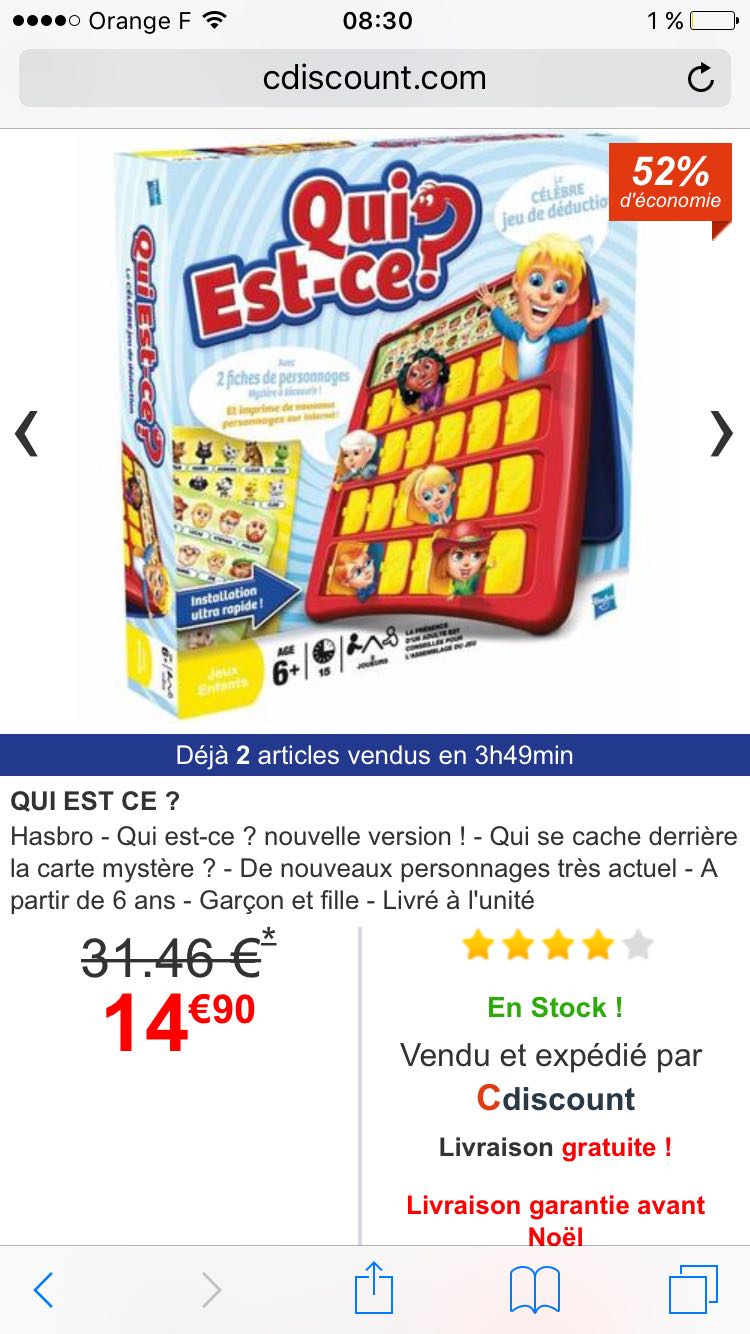 Orange F 08:30 1 %
cdiscount.com
52%
d'économie
Qui
Est-ce?
LE
CÉLÈBRE
jeu de déductio
Qui Est-ce?
LE CÉLÈBRE jeu de déduction
Avec
2 fiches de personnages
Mystère à découvrir !
Et imprime de nouveaux
personnages sur Internet!
Installation
ultra rapide !
Jeux
Enfants
AGE
6+
15
2
JOUEURS
LA PRÉSENCE
D'UN ADULTE EST
CONSEILLÉE POUR
L'ASSEMBLAGE DU JEU
Hasbro
6+
Déjà 2 articles vendus en 3h49min
QUI EST CE ?
Hasbro - Qui est-ce ? nouvelle version ! - Qui se cache derrière
la carte mystère ? - De nouveaux personnages très actuel - A
partir de 6 ans - Garçon et fille - Livré à l'unité
31.46 €*
14€90
En Stock !
Vendu et expédié par
Cdiscount
Livraison gratuite !
Livraison garantie avant
Noël